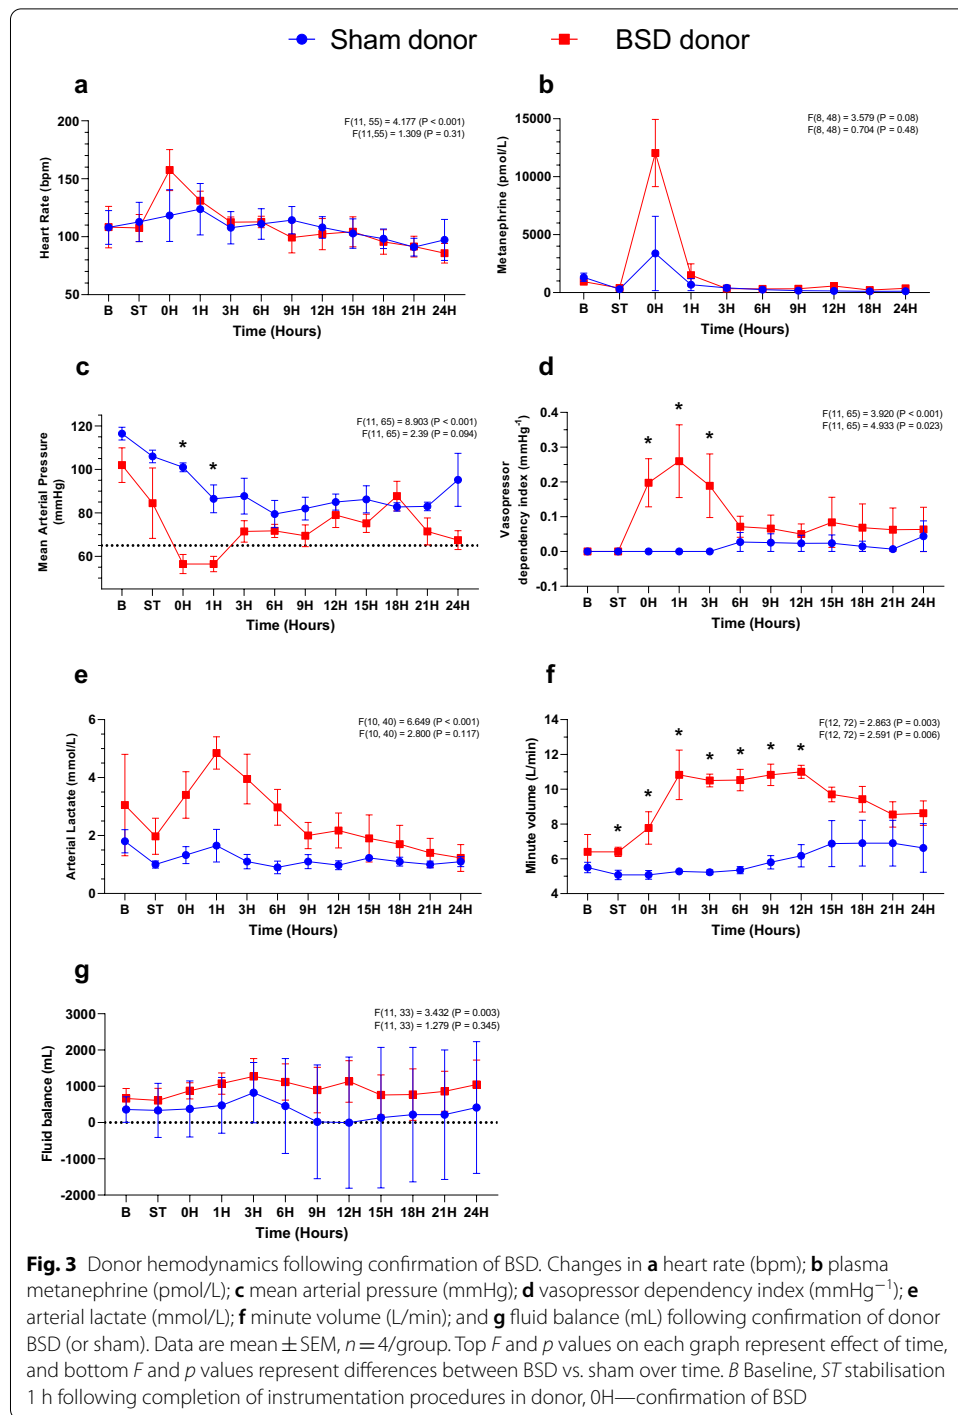 Sham donor BSD donor
a
F(11, 55) = 4.177 (P < 0.001)
F(11,55) = 1.309 (P = 0.31)
Heart Rate (bpm)
200
150
100
50
B ST 0H 1H 3H 6H 9H 12H 15H 18H 21H 24H
Time (Hours)
b
F(8, 48) = 3.579 (P = 0.08)
F(8, 48) = 0.704 (P = 0.48)
Metanephrine (pmol/L)
15000
10000
5000
0
B ST 0H 1H 3H 6H 9H 12H 18H 24H
Time (Hours)
c
F(11, 65) = 8.903 (P < 0.001)
F(11, 65) = 2.39 (P = 0.094)
Mean Arterial Pressure
(mmHg)
120
100
80
60
* *
B ST 0H 1H 3H 6H 9H 12H 15H 18H 21H 24H
Time (Hours)
d
F(11, 65) = 3.920 (P < 0.001)
F(11, 65) = 4.933 (P = 0.023)
Vasopressor
dependency index (mmHg⁻¹)
0.4
0.3
0.2
0.1
0.0
-0.1
* * *
B ST 0H 1H 3H 6H 9H 12H 15H 18H 21H 24H
Time (Hours)
e
F(10, 40) = 6.649 (P < 0.001)
F(10, 40) = 2.800 (P = 0.117)
Arterial Lactate (mmol/L)
6
4
2
0
B ST 0H 1H 3H 6H 9H 12H 15H 18H 21H 24H
Time (Hours)
f
F(12, 72) = 2.863 (P = 0.003)
F(12, 72) = 2.591 (P = 0.006)
Minute volume (L/min)
14
12
10
8
6
4
* * * * * * *
B ST 0H 1H 3H 6H 9H 12H 15H 18H 21H 24H
Time (Hours)
g
F(11, 33) = 3.432 (P = 0.003)
F(11, 33) = 1.279 (P = 0.345)
Fluid balance (mL)
3000
2000
1000
0
-1000
-2000
B ST 0H 1H 3H 6H 9H 12H 15H 18H 21H 24H
Time (Hours)
Fig. 3 Donor hemodynamics following confirmation of BSD. Changes in a heart rate (bpm); b plasma
metanephrine (pmol/L); c mean arterial pressure (mmHg); d vasopressor dependency index (mmHg⁻¹); e
arterial lactate (mmol/L); f minute volume (L/min); and g fluid balance (mL) following confirmation of donor
BSD (or sham). Data are mean ± SEM, n = 4/group. Top F and p values on each graph represent effect of time,
and bottom F and p values represent differences between BSD vs. sham over time. B Baseline, ST stabilisation
1 h following completion of instrumentation procedures in donor, 0H—confirmation of BSD